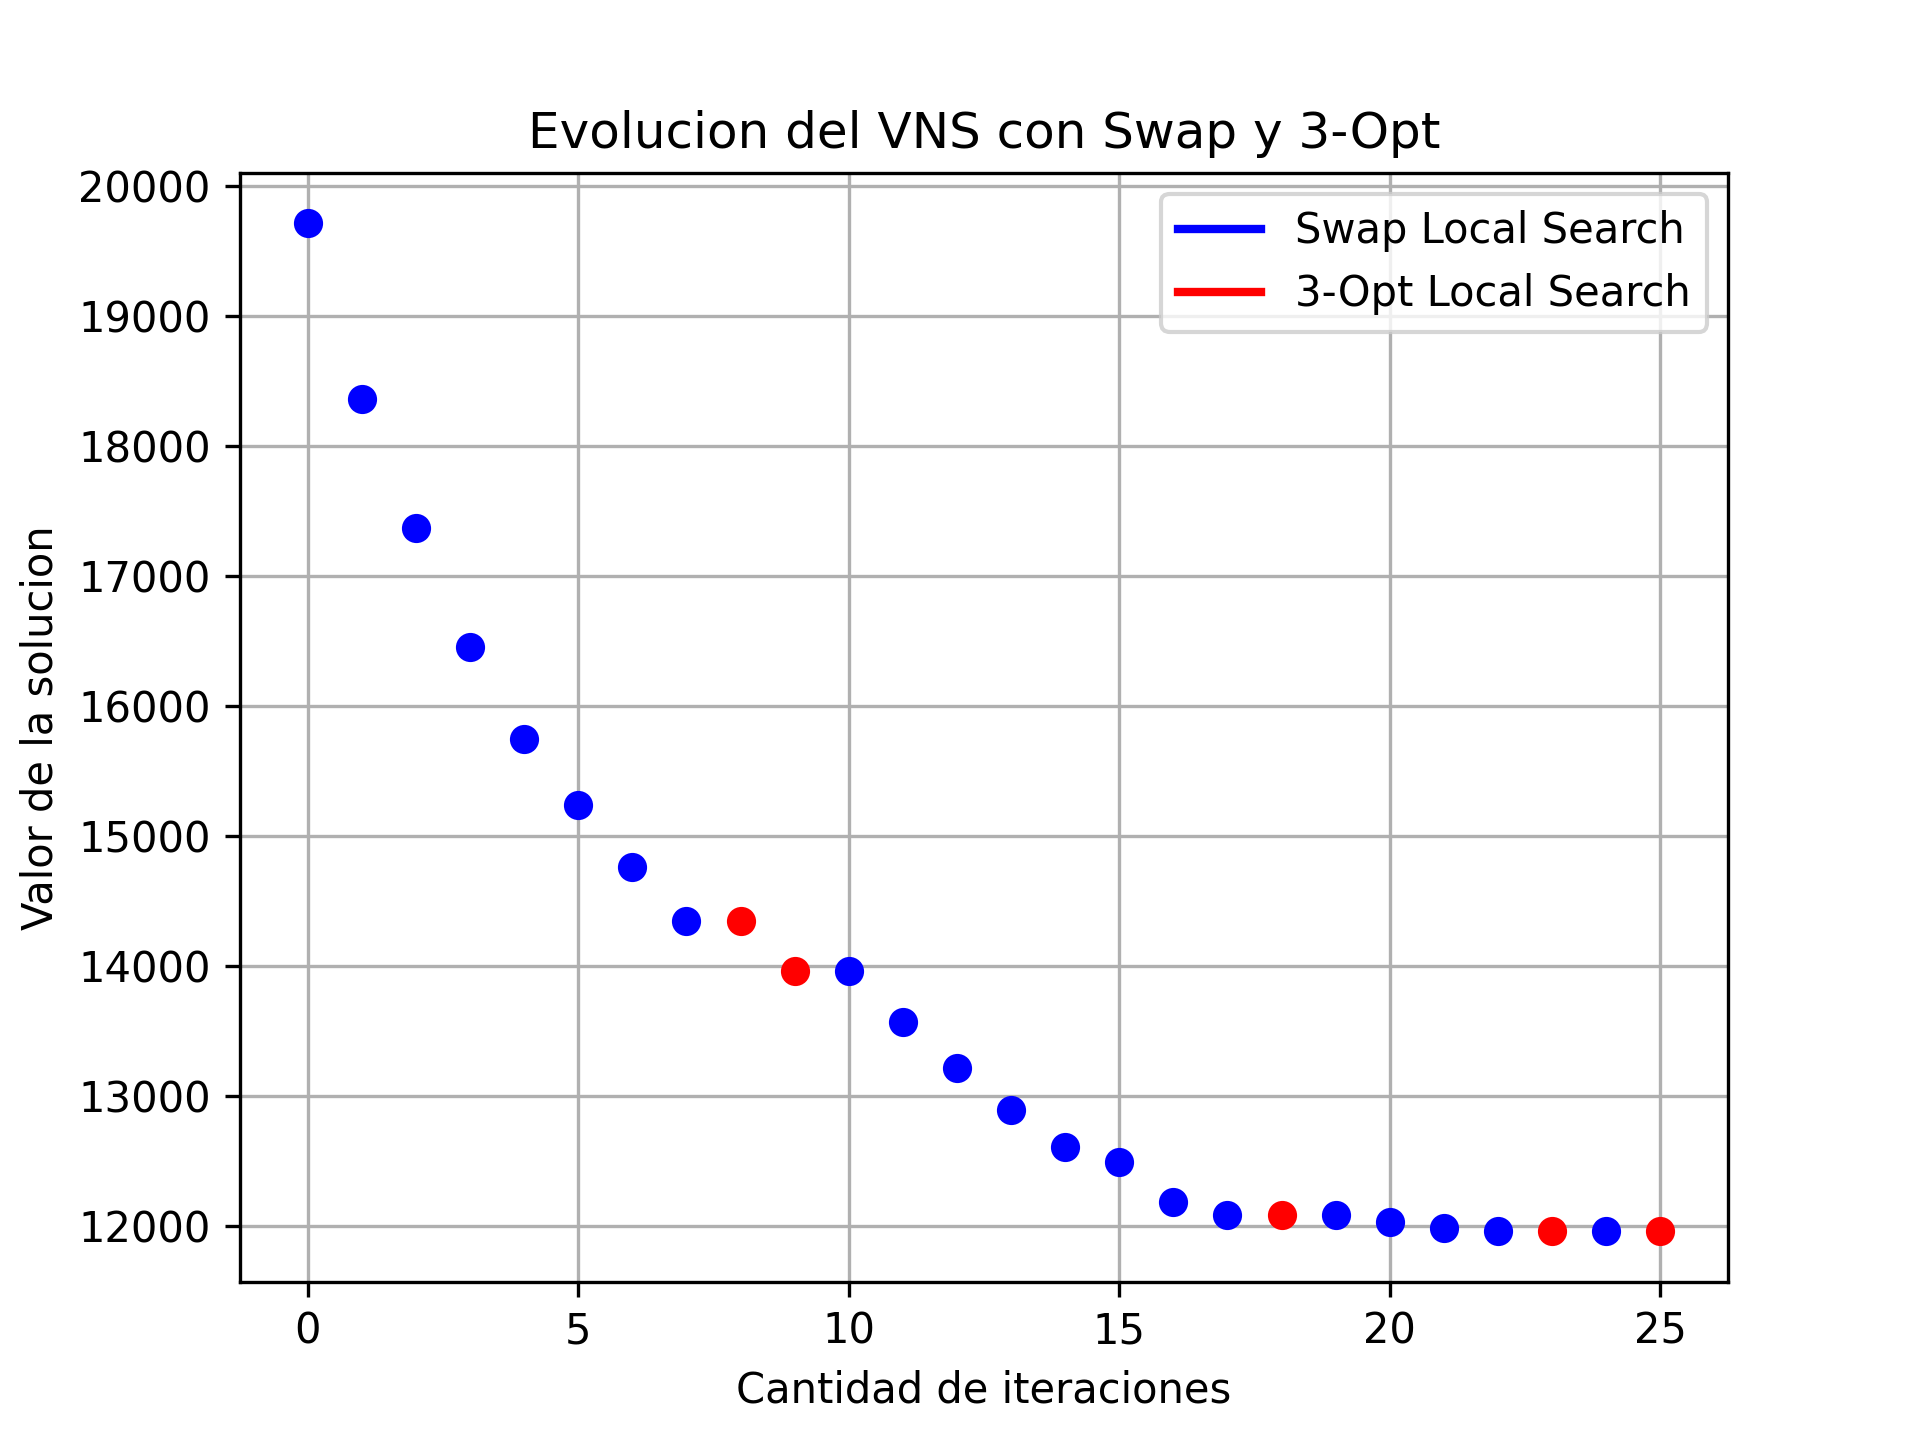 Evolucion del VNS con Swap y 3-Opt
Swap Local Search
3-Opt Local Search
Valor de la solucion
20000
19000
18000
17000
16000
15000
14000
13000
12000
0 5 10 15 20 25
Cantidad de iteraciones